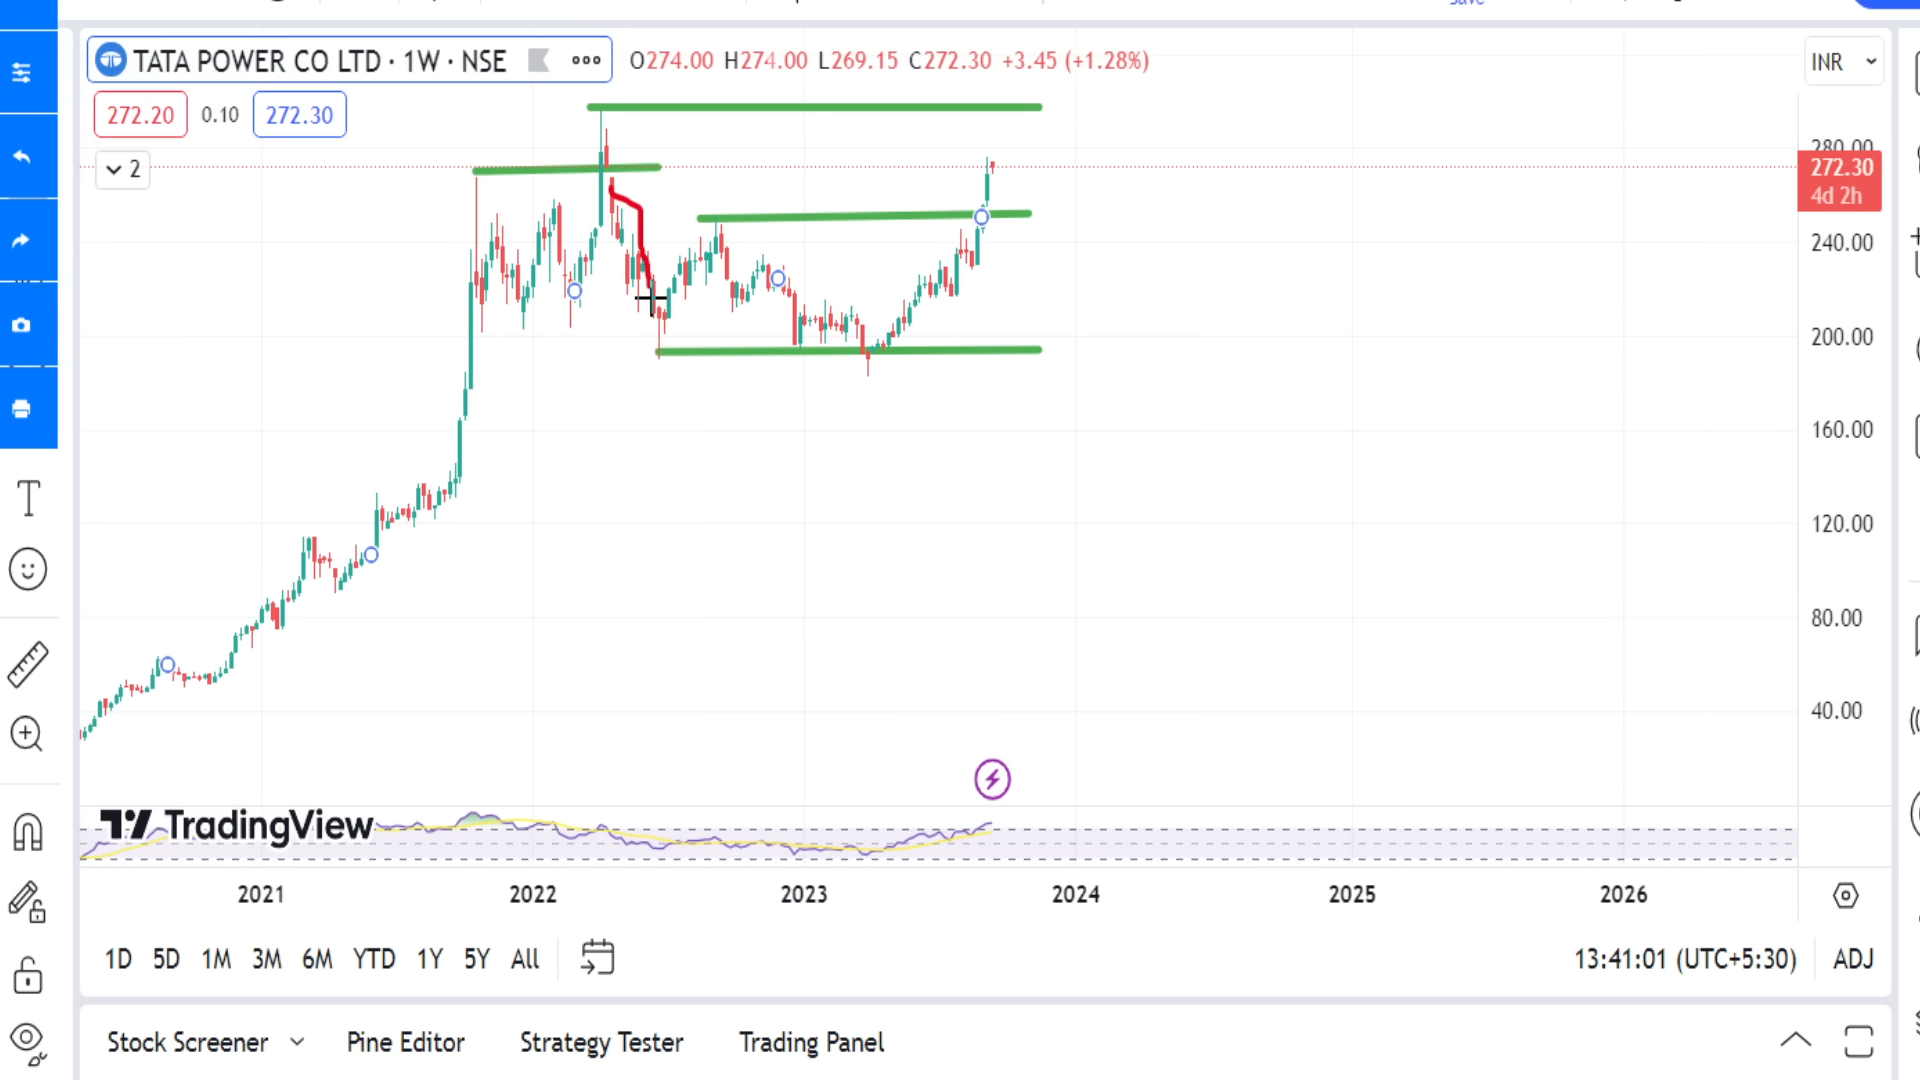 save
TATA POWER CO LTD · 1W · NSE
O274.00 H274.00 L269.15 C272.30 +3.45 (+1.28%)
INR
272.20 0.10 272.30
2
280.00
272.30
4d 2h
240.00
200.00
160.00
120.00
80.00
40.00
TradingView
2021 2022 2023 2024 2025 2026
1D 5D 1M 3M 6M YTD 1Y 5Y All
13:41:01 (UTC+5:30) ADJ
Stock Screener Pine Editor Strategy Tester Trading Panel